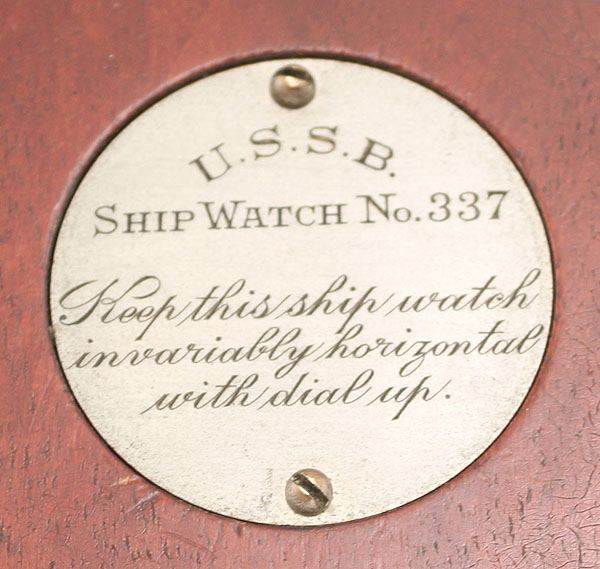 U.S.S.B.
SHIP WATCH No. 337
Keep this ship watch
invariably horizontal
with dial up.